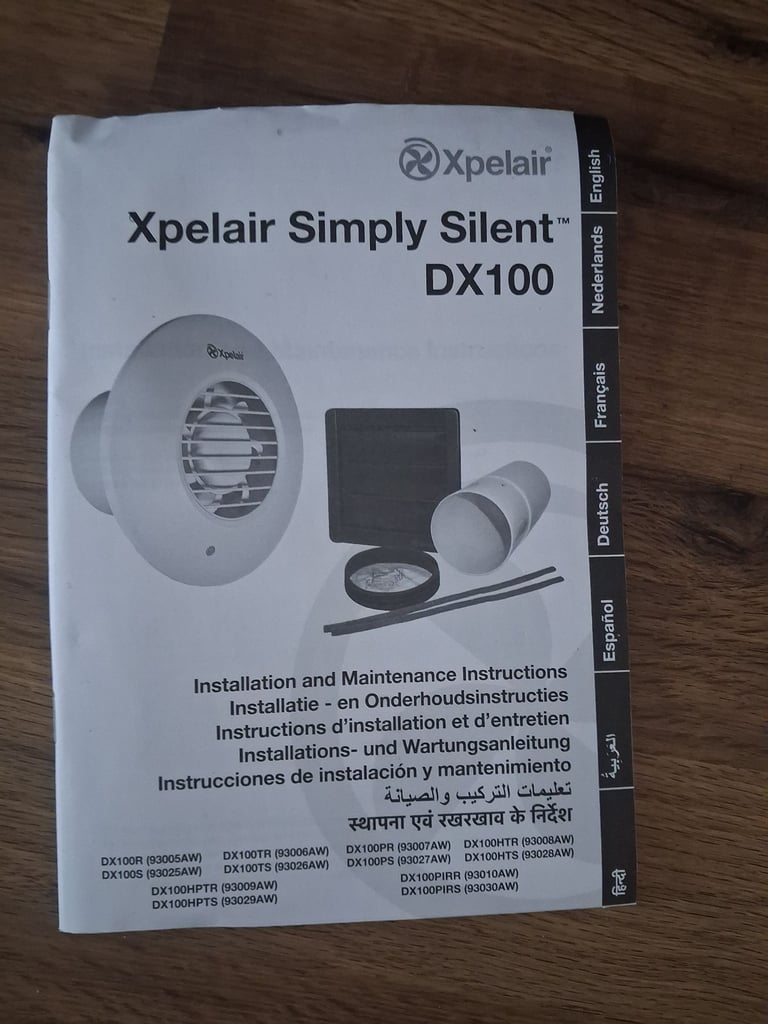 Xpelair®
Xpelair Simply Silent™
DX100
Xpelair
Installation and Maintenance Instructions
Installatie - en Onderhoudsinstructies
Instructions d'installation et d'entretien
Installations- und Wartungsanleitung
Instrucciones de instalación y mantenimiento
تعليمات التركيب والصيانة
स्थापना एवं रखरखाव के निर्देश
DX100R (93005AW) DX100TR (93006AW) DX100PR (93007AW) DX100HTR (93008AW)
DX100S (93025AW) DX100TS (93026AW) DX100PS (93027AW) DX100HTS (93028AW)
DX100HPTR (93009AW) DX100PIRR (93010AW)
DX100HPTS (93029AW) DX100PIRS (93030AW)
English
Nederlands
Français
Deutsch
Español
العَرَبِيةُ
हिन्दी